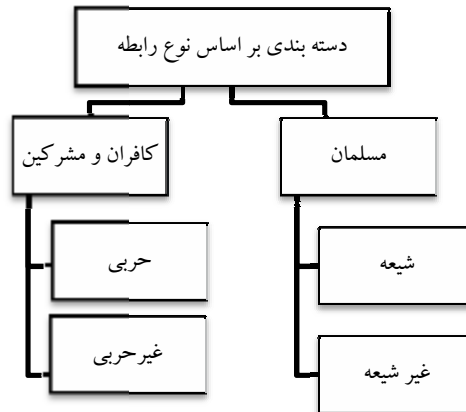 دسته بندی بر اساس نوع رابطه
مسلمان
کافران و مشرکین
شیعه
حربی
غیر شیعه
غیرحربی